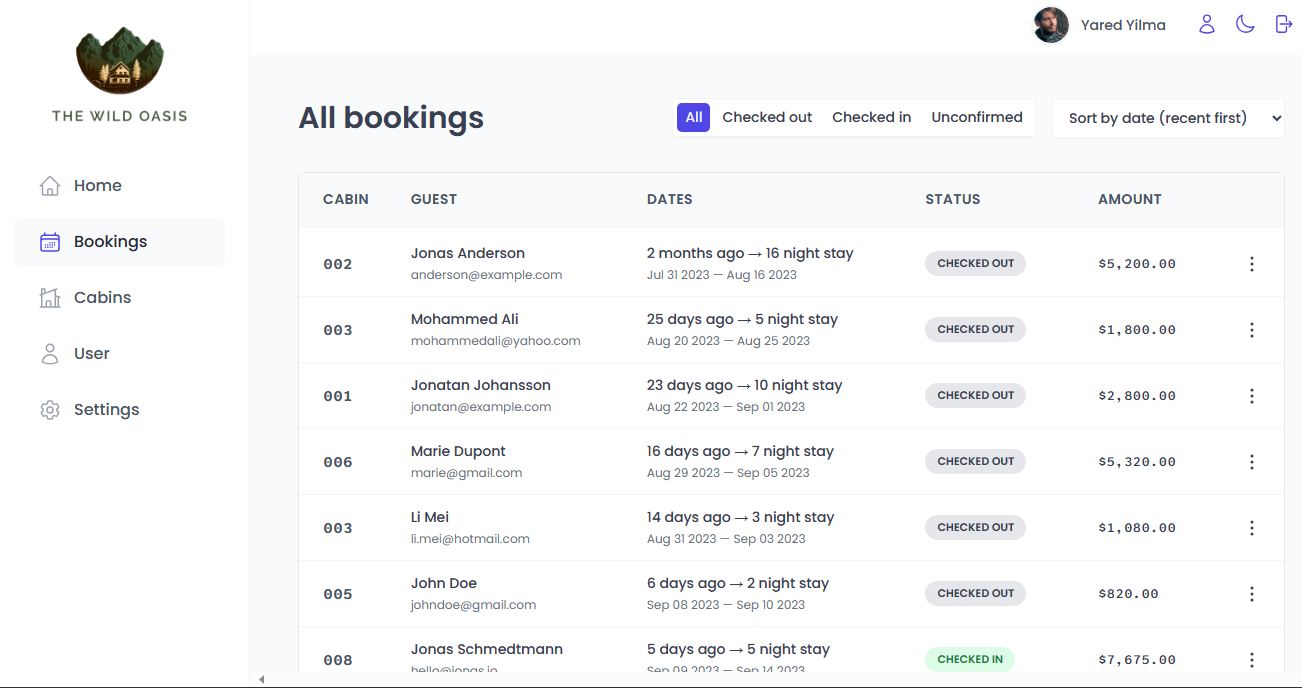 THE WILD OASIS
Home
Bookings
Cabins
User
Settings
Yared Yilma
All bookings
All Checked out Checked in Unconfirmed
Sort by date (recent first)
CABIN GUEST DATES STATUS AMOUNT
002 Jonas Anderson 2 months ago → 16 night stay CHECKED OUT $5,200.00
anderson@example.com Jul 31 2023 — Aug 16 2023
003 Mohammed Ali 25 days ago → 5 night stay CHECKED OUT $1,800.00
mohammedali@yahoo.com Aug 20 2023 — Aug 25 2023
001 Jonatan Johansson 23 days ago → 10 night stay CHECKED OUT $2,800.00
jonatan@example.com Aug 22 2023 — Sep 01 2023
006 Marie Dupont 16 days ago → 7 night stay CHECKED OUT $5,320.00
marie@gmail.com Aug 29 2023 — Sep 05 2023
003 Li Mei 14 days ago → 3 night stay CHECKED OUT $1,080.00
li.mei@hotmail.com Aug 31 2023 — Sep 03 2023
005 John Doe 6 days ago → 2 night stay CHECKED OUT $820.00
johndoe@gmail.com Sep 08 2023 — Sep 10 2023
008 Jonas Schmedtmann 5 days ago → 5 night stay CHECKED IN $7,675.00
hello@jonas.io Sep 09 2023 — Sep 14 2023